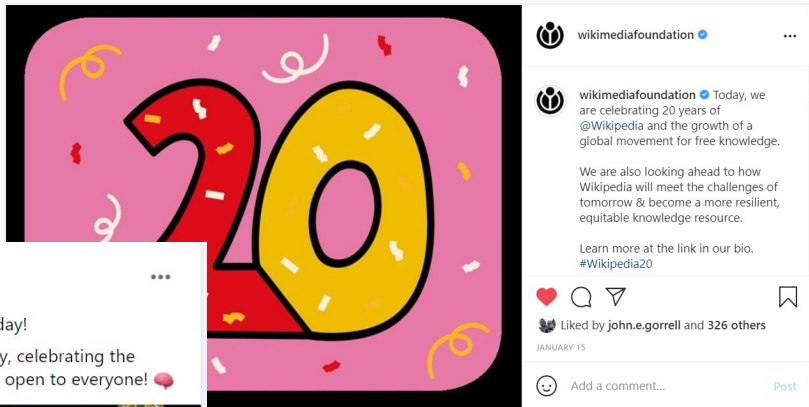 20
day!
y, celebrating the
open to everyone!
wikimediafoundation
wikimediafoundation Today, we
are celebrating 20 years of
@Wikipedia and the growth of a
global movement for free knowledge.
We are also looking ahead to how
Wikipedia will meet the challenges of
tomorrow & become a more resilient,
equitable knowledge resource.
Learn more at the link in our bio.
#Wikipedia20
Liked by john.e.gorrell and 326 others
JANUARY 15
Add a comment...
Post